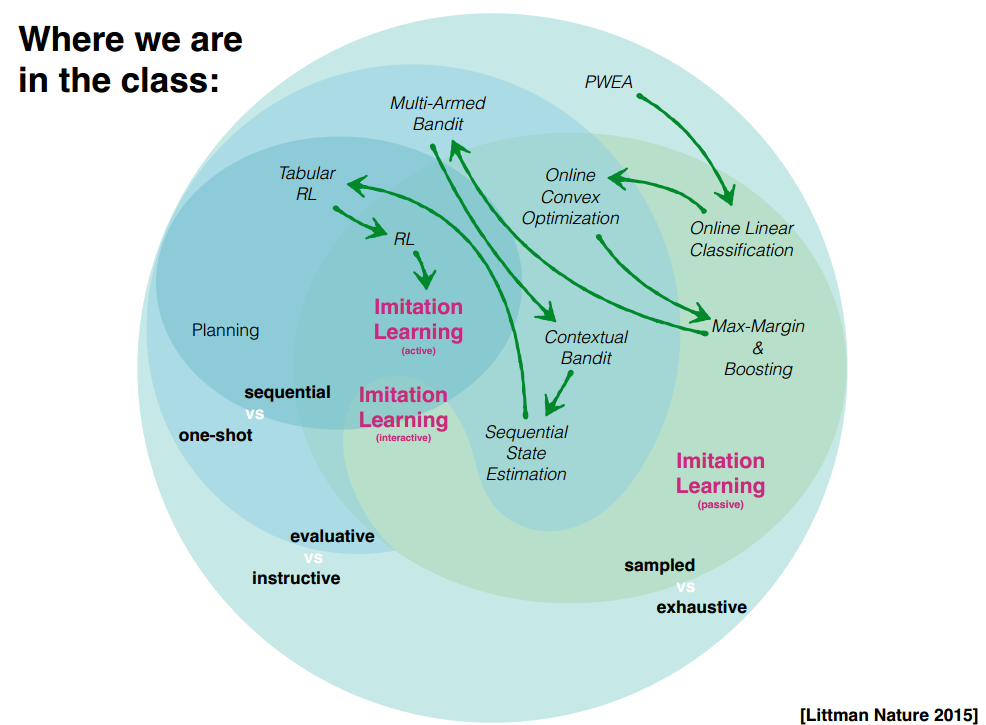 Where we are
in the class:
PWEA
Multi-Armed
Bandit
Tabular
RL
Online
Convex
Optimization
Online Linear
Classification
RL
Imitation
Learning
(active)
Planning
Contextual
Bandit
Max-Margin
&
Boosting
sequential
vs
one-shot
Imitation
Learning
(interactive)
Sequential
State
Estimation
Imitation
Learning
(passive)
evaluative
vs
instructive
sampled
vs
exhaustive
[Littman Nature 2015]